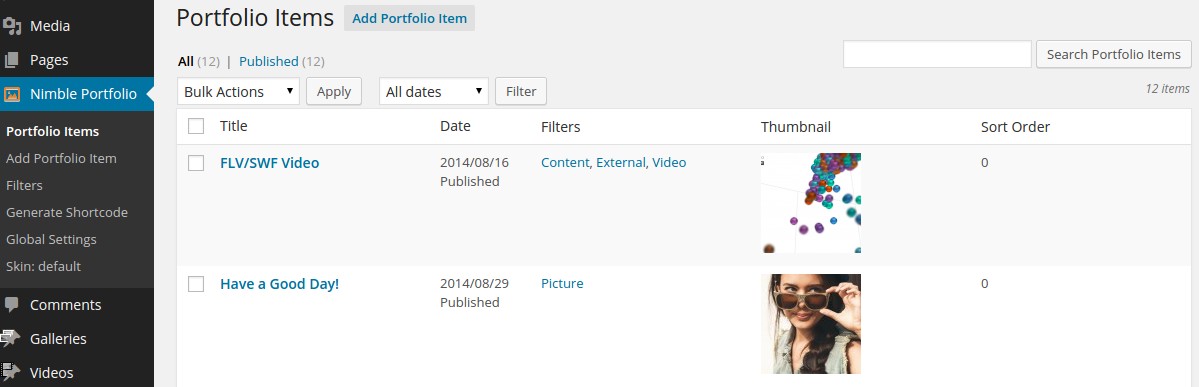 Media
Pages
Nimble Portfolio
Portfolio Items
Add Portfolio Item
Filters
Generate Shortcode
Global Settings
Skin: default
Comments
Galleries
Videos
Portfolio Items Add Portfolio Item
All (12) | Published (12)
Search Portfolio Items
Bulk Actions Apply All dates Filter
12 items
Title Date Filters Thumbnail Sort Order
FLV/SWF Video 2014/08/16 Content, External, Video 0
Published
Have a Good Day! 2014/08/29 Picture 0
Published